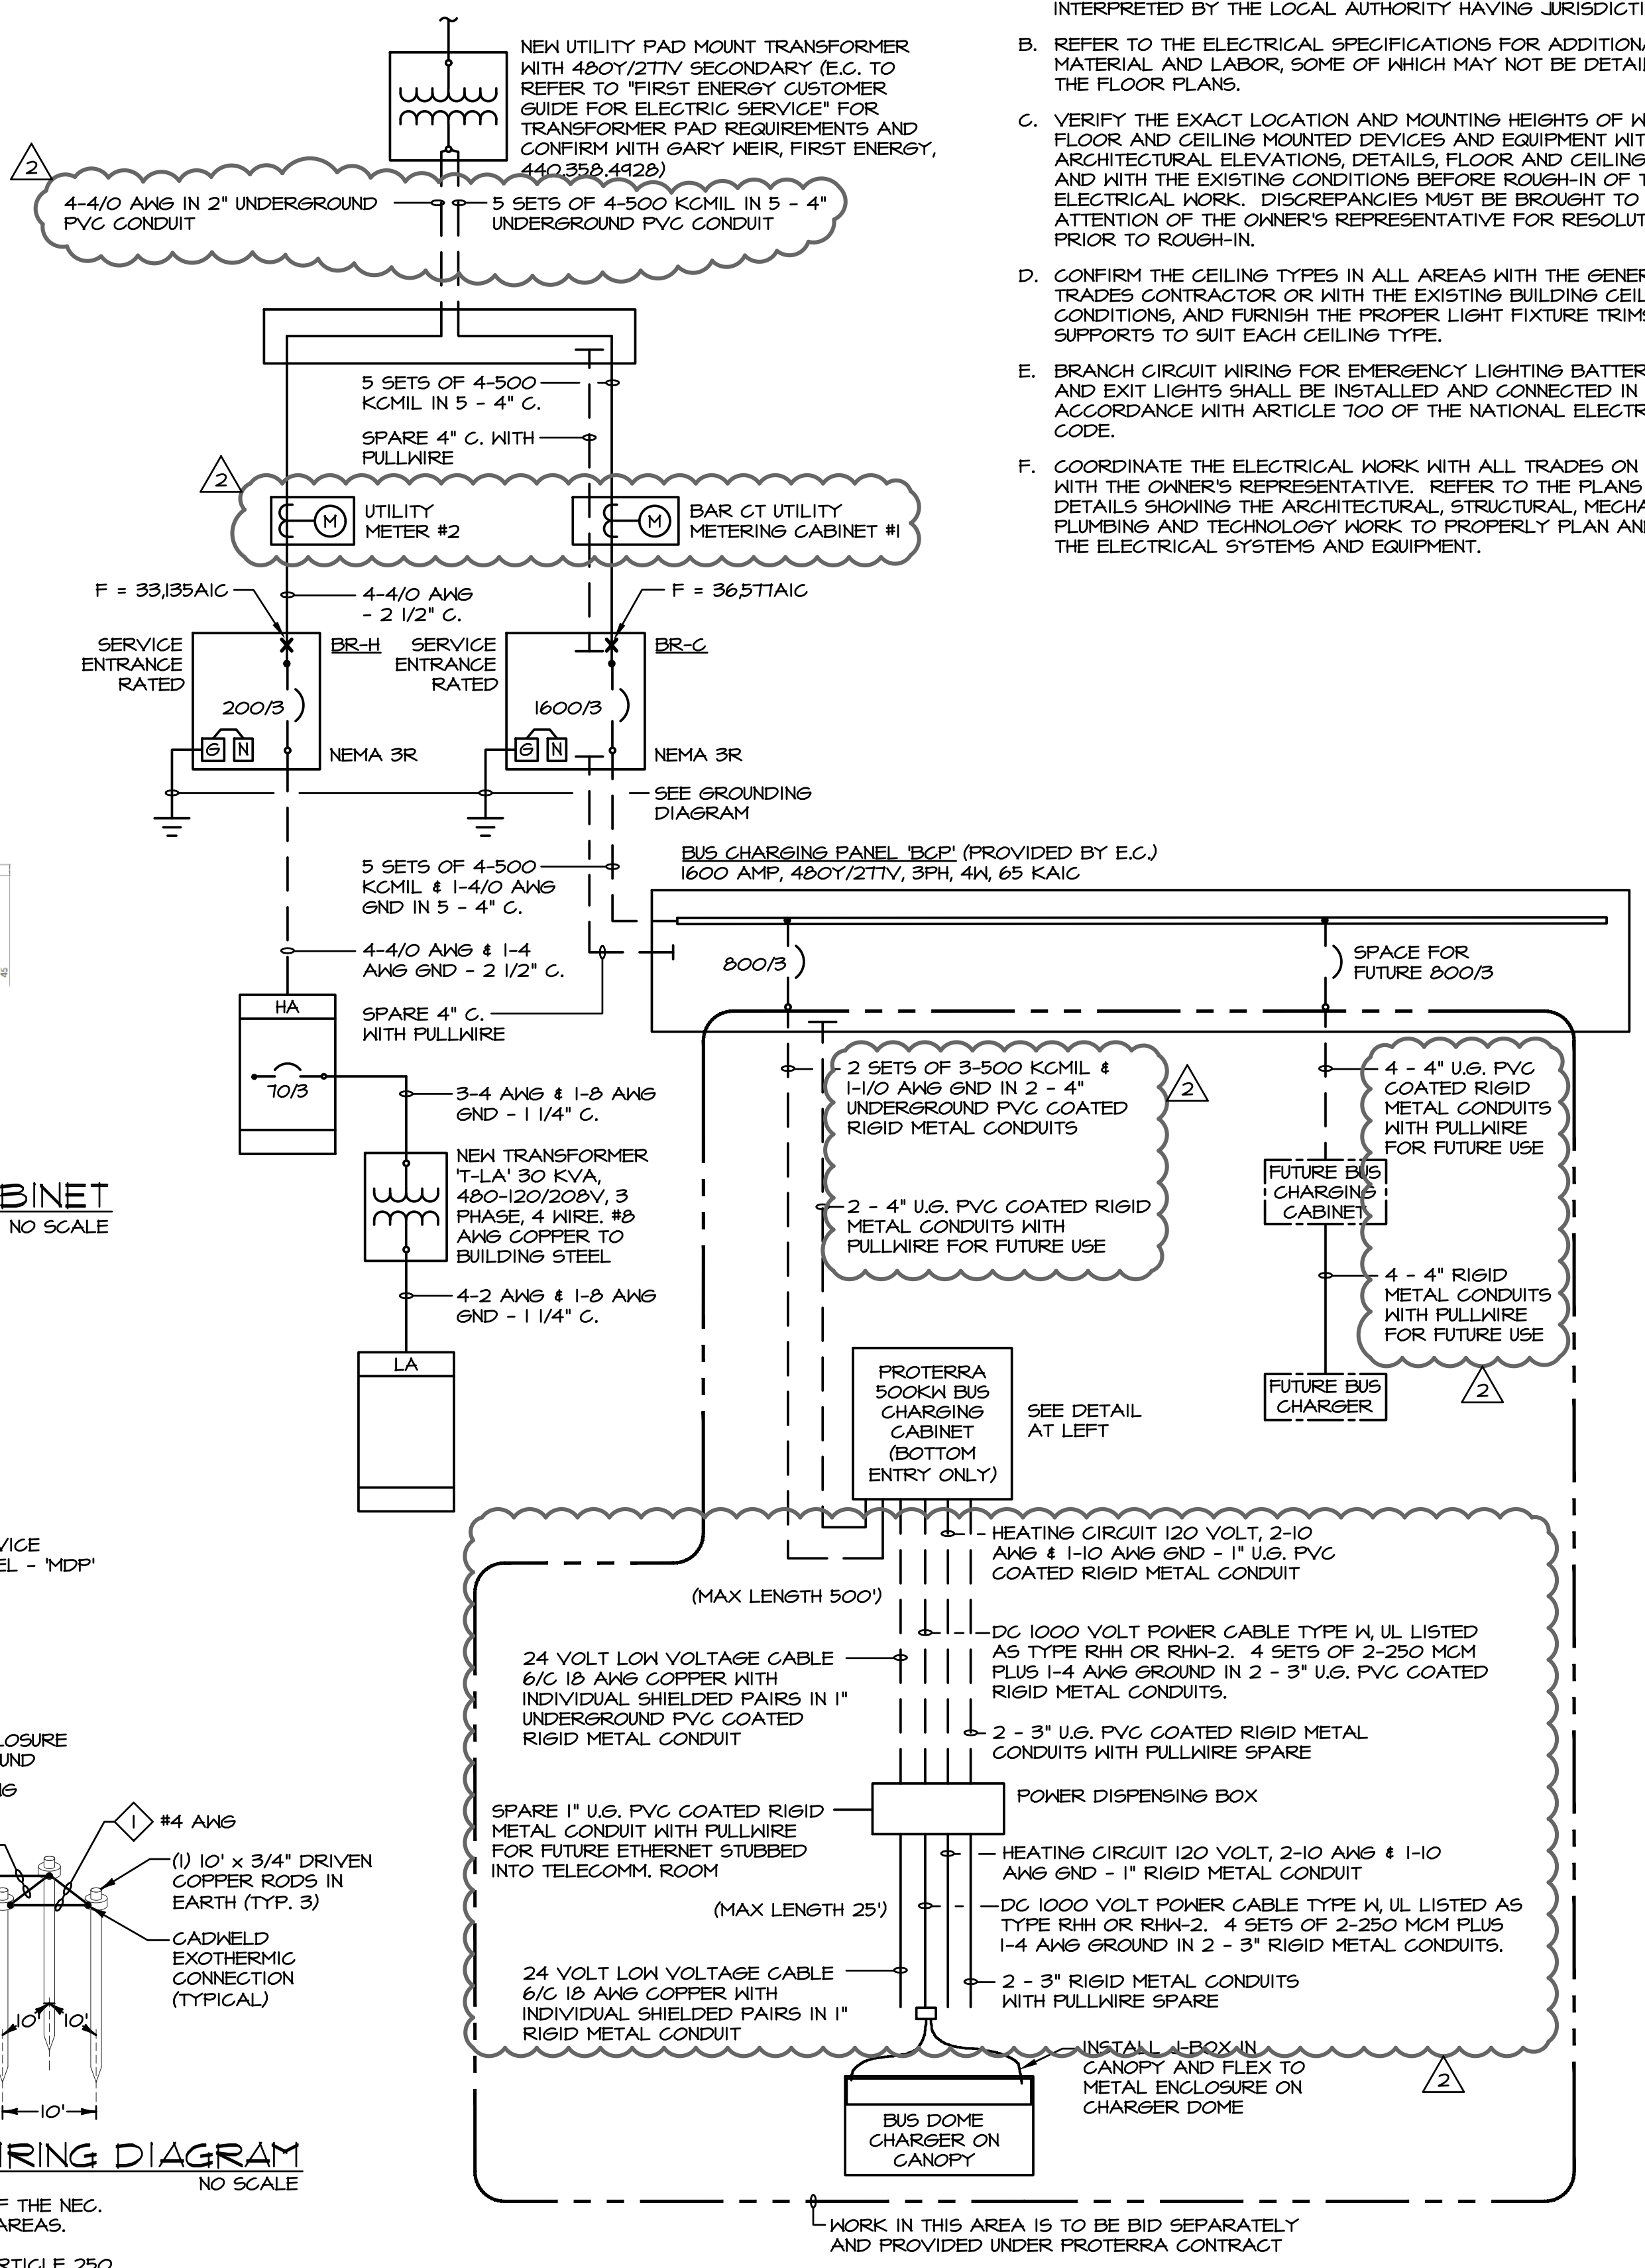 INTERPRETED BY THE LOCAL AUTHORITY HAVING
B. REFER TO THE ELECTRICAL SPECIFICATIONS FOR
MATERIAL AND LABOR, SOME OF WHICH MAY NOT BE
THE FLOOR PLANS.
C. VERIFY THE EXACT LOCATION AND MOUNTING HEIGHTS OF
FLOOR AND CEILING MOUNTED DEVICES AND EQUIPMENT
ARCHITECTURAL ELEVATIONS, DETAILS, FLOOR AND CEILING
AND WITH THE EXISTING CONDITIONS BEFORE ROUGH-IN OF
ELECTRICAL WORK. DISCREPANCIES MUST BE BROUGHT TO
ATTENTION OF THE OWNER'S REPRESENTATIVE FOR
PRIOR TO ROUGH-IN.
D. CONFIRM THE CEILING TYPES IN ALL AREAS WITH THE
TRADES CONTRACTOR OR WITH THE EXISTING BUILDING
CONDITIONS, AND FURNISH THE PROPER LIGHT FIXTURE
SUPPORTS TO SUIT EACH CEILING TYPE.
E. BRANCH CIRCUIT WIRING FOR EMERGENCY LIGHTING
AND EXIT LIGHTS SHALL BE INSTALLED AND CONNECTED IN
ACCORDANCE WITH ARTICLE 700 OF THE NATIONAL
CODE.
F. COORDINATE THE ELECTRICAL WORK WITH ALL TRADES ON
WITH THE OWNER'S REPRESENTATIVE. REFER TO THE PLANS
DETAILS SHOWING THE ARCHITECTURAL, STRUCTURAL,
PLUMBING AND TECHNOLOGY WORK TO PROPERLY PLAN
THE ELECTRICAL SYSTEMS AND EQUIPMENT.
NEW UTILITY PAD MOUNT TRANSFORMER
WITH 480Y/277V SECONDARY (E.C. TO
REFER TO "FIRST ENERGY CUSTOMER
GUIDE FOR ELECTRIC SERVICE" FOR
TRANSFORMER PAD REQUIREMENTS AND
CONFIRM WITH GARY WEIR, FIRST ENERGY,
440.358.4928)
2
4-4/0 AWG IN 2" UNDERGROUND
PVC CONDUIT
5 SETS OF 4-500 KCMIL IN 5 - 4"
UNDERGROUND PVC CONDUIT
5 SETS OF 4-500
KCMIL IN 5 - 4" C.
SPARE 4" C. WITH
PULLWIRE
2
M
UTILITY
METER #2
M
BAR CT UTILITY
METERING CABINET #1
F = 33,135AIC
4-4/0 AWG
- 2 1/2" C.
F = 36,577AIC
SERVICE
ENTRANCE
RATED
BR-H
200/3
G N
NEMA 3R
SERVICE
ENTRANCE
RATED
BR-C
1600/3
G N
NEMA 3R
SEE GROUNDING
DIAGRAM
5 SETS OF 4-500
KCMIL & 1-4/0 AWG
GND IN 5 - 4" C.
4-4/0 AWG & 1-4
AWG GND - 2 1/2" C.
SPARE 4" C.
WITH PULLWIRE
BUS CHARGING PANEL 'BCP' (PROVIDED BY E.C.)
1600 AMP, 480Y/277V, 3PH, 4W, 65 KAIC
800/3
SPACE FOR
FUTURE 800/3
HA
70/3
3-4 AWG & 1-8 AWG
GND - 1 1/4" C.
NEW TRANSFORMER
'T-LA' 30 KVA,
480-120/208V, 3
PHASE, 4 WIRE. #8
AWG COPPER TO
BUILDING STEEL
4-2 AWG & 1-8 AWG
GND - 1 1/4" C.
LA
2 SETS OF 3-500 KCMIL &
1-1/0 AWG GND IN 2 - 4"
UNDERGROUND PVC COATED
RIGID METAL CONDUITS
2
2 - 4" U.G. PVC COATED RIGID
METAL CONDUITS WITH
PULLWIRE FOR FUTURE USE
4 - 4" U.G. PVC
COATED RIGID
METAL CONDUITS
WITH PULLWIRE
FOR FUTURE USE
FUTURE BUS
CHARGING
CABINET
4 - 4" RIGID
METAL CONDUITS
WITH PULLWIRE
FOR FUTURE USE
2
FUTURE BUS
CHARGER
PROTERRA
500KW BUS
CHARGING
CABINET
(BOTTOM
ENTRY ONLY)
SEE DETAIL
AT LEFT
HEATING CIRCUIT 120 VOLT, 2-10
AWG & 1-10 AWG GND - 1" U.G. PVC
COATED RIGID METAL CONDUIT
(MAX LENGTH 500')
DC 1000 VOLT POWER CABLE TYPE W, UL LISTED
AS TYPE RHH OR RHW-2. 4 SETS OF 2-250 MCM
PLUS 1-4 AWG GROUND IN 2 - 3" U.G. PVC COATED
RIGID METAL CONDUITS.
24 VOLT LOW VOLTAGE CABLE
6/C 18 AWG COPPER WITH
INDIVIDUAL SHIELDED PAIRS IN 1"
UNDERGROUND PVC COATED
RIGID METAL CONDUIT
2 - 3" U.G. PVC COATED RIGID METAL
CONDUITS WITH PULLWIRE SPARE
POWER DISPENSING BOX
SPARE 1" U.G. PVC COATED RIGID
METAL CONDUIT WITH PULLWIRE
FOR FUTURE ETHERNET STUBBED
INTO TELECOMM. ROOM
HEATING CIRCUIT 120 VOLT, 2-10 AWG & 1-10
AWG GND - 1" RIGID METAL CONDUIT
(MAX LENGTH 25')
DC 1000 VOLT POWER CABLE TYPE W, UL LISTED AS
TYPE RHH OR RHW-2. 4 SETS OF 2-250 MCM PLUS
1-4 AWG GROUND IN 2 - 3" RIGID METAL CONDUITS.
24 VOLT LOW VOLTAGE CABLE
6/C 18 AWG COPPER WITH
INDIVIDUAL SHIELDED PAIRS IN 1"
RIGID METAL CONDUIT
2 - 3" RIGID METAL CONDUITS
WITH PULLWIRE SPARE
INSTALL J-BOX IN
CANOPY AND FLEX TO
METAL ENCLOSURE ON
CHARGER DOME
2
BUS DOME
CHARGER ON
CANOPY
WORK IN THIS AREA IS TO BE BID SEPARATELY
AND PROVIDED UNDER PROTERRA CONTRACT
45
BINET
NO SCALE
VICE
EL - 'MDP'
LOSURE
UND
NG
1
#4 AWG
(1) 10' x 3/4" DRIVEN
COPPER RODS IN
EARTH (TYP. 3)
CADWELD
EXOTHERMIC
CONNECTION
(TYPICAL)
10' 10'
10'
RING DIAGRAM
NO SCALE
F THE NEC.
AREAS.
ARTICLE 250